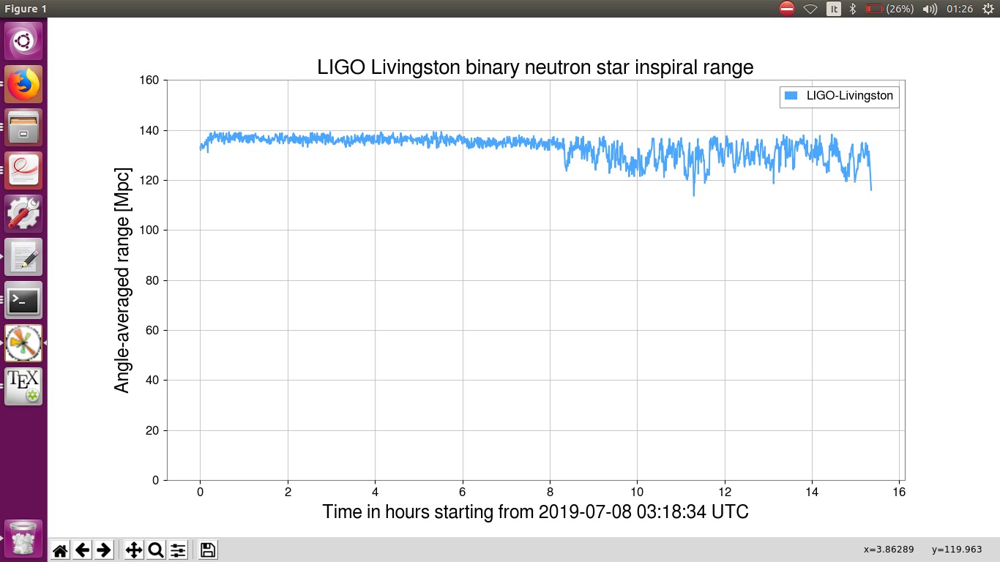 Figure 1
It
(26%)
01:26
LIGO Livingston binary neutron star inspiral range
LIGO-Livingston
Angle-averaged range [Mpc]
160
140
120
100
80
60
40
20
0
0 2 4 6 8 10 12 14 16
Time in hours starting from 2019-07-08 03:18:34 UTC
TEX
x=3.86289 y=119.963